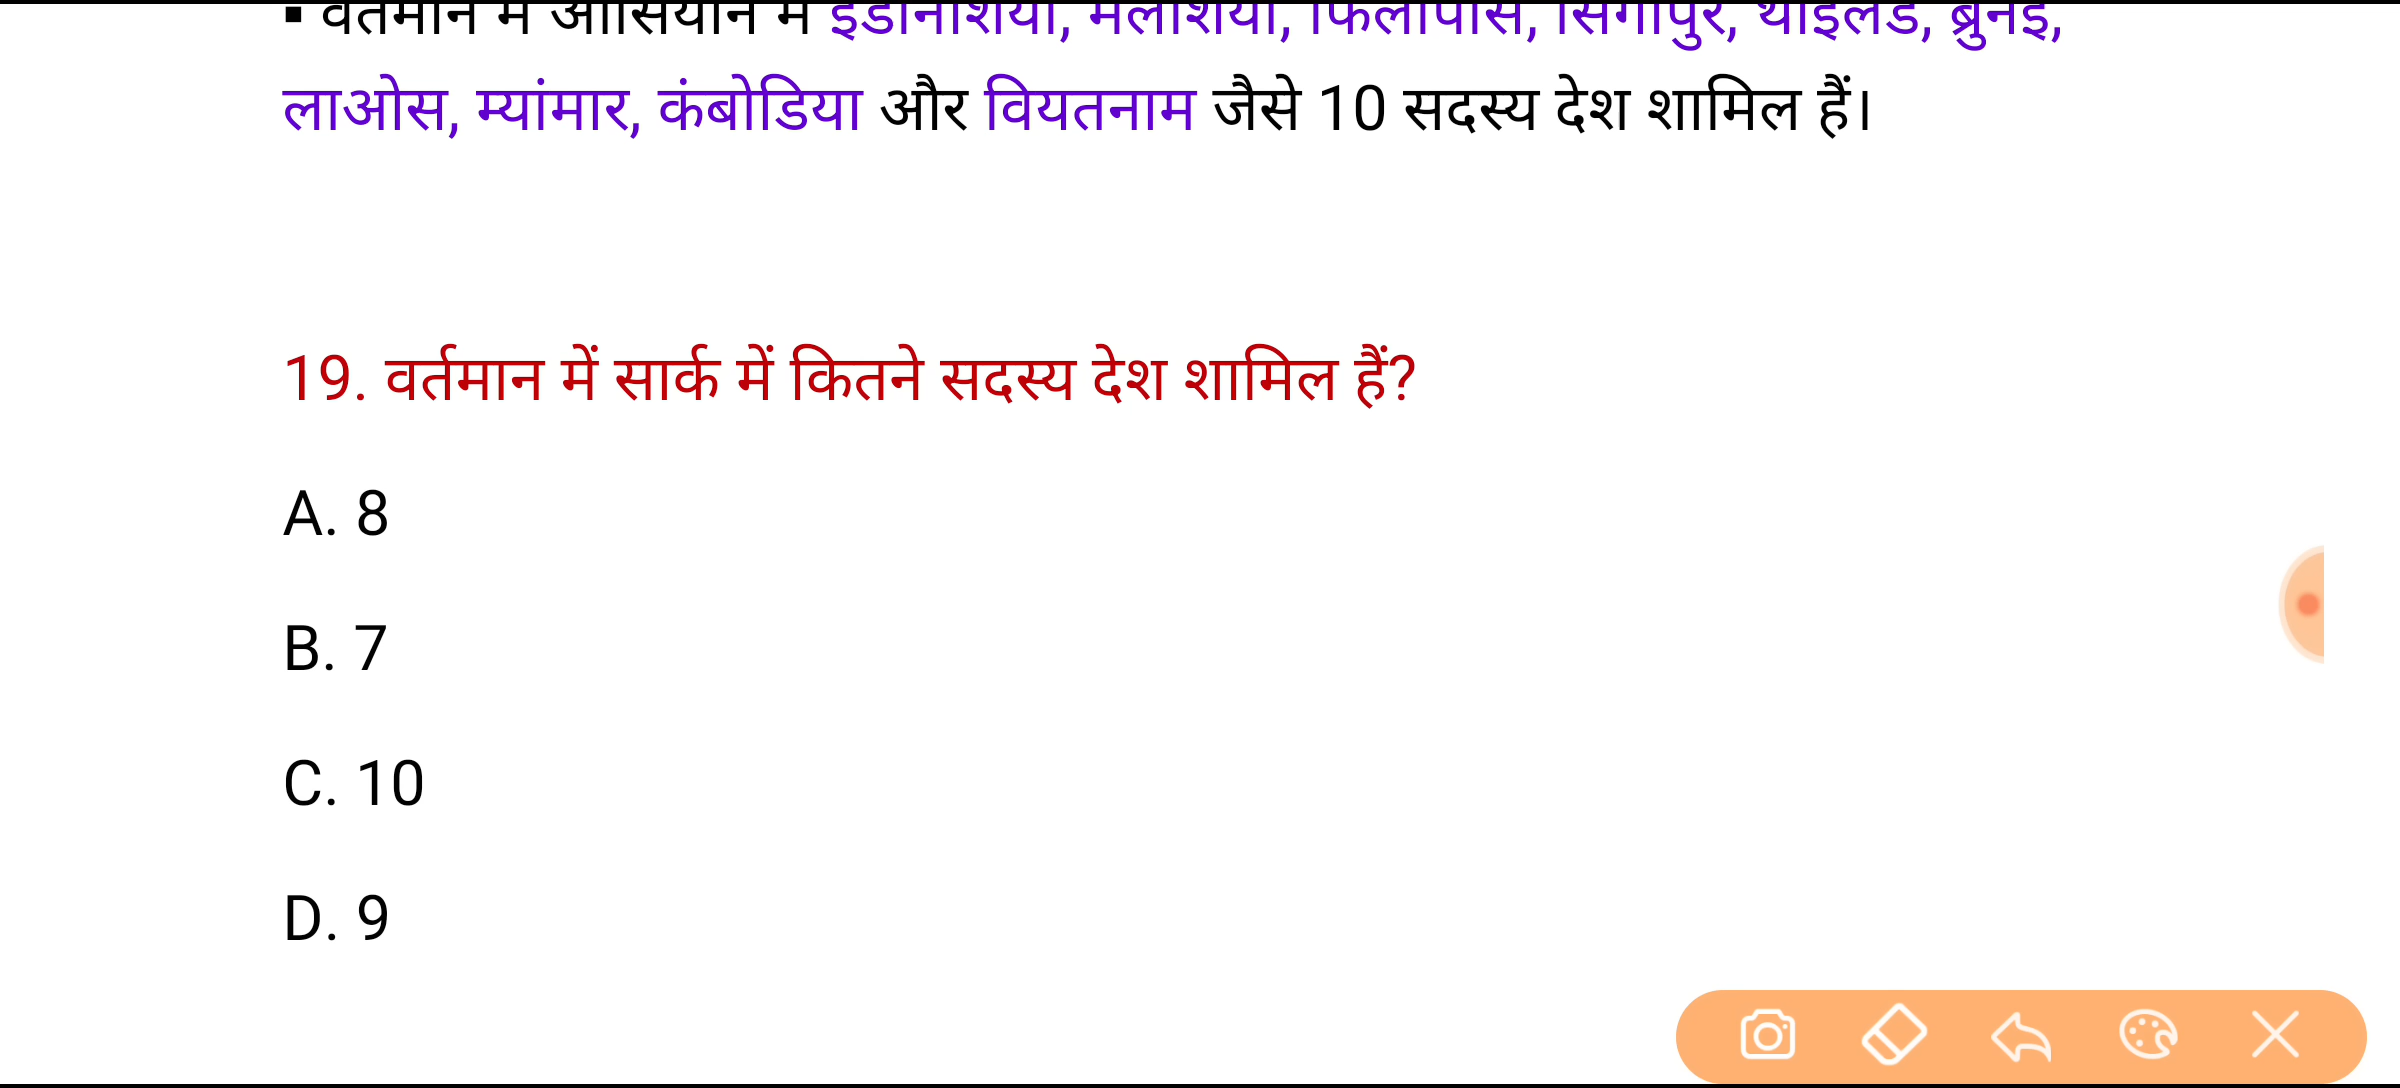 ▪ वर्तमान में आसियान में इंडोनेशिया, मलेशिया, फिलीपींस, सिंगापुर, थाईलैंड, ब्रुनेई,
लाओस, म्यांमार, कंबोडिया और वियतनाम जैसे 10 सदस्य देश शामिल हैं।
19. वर्तमान में सार्क में कितने सदस्य देश शामिल हैं?
A. 8
B. 7
C. 10
D. 9